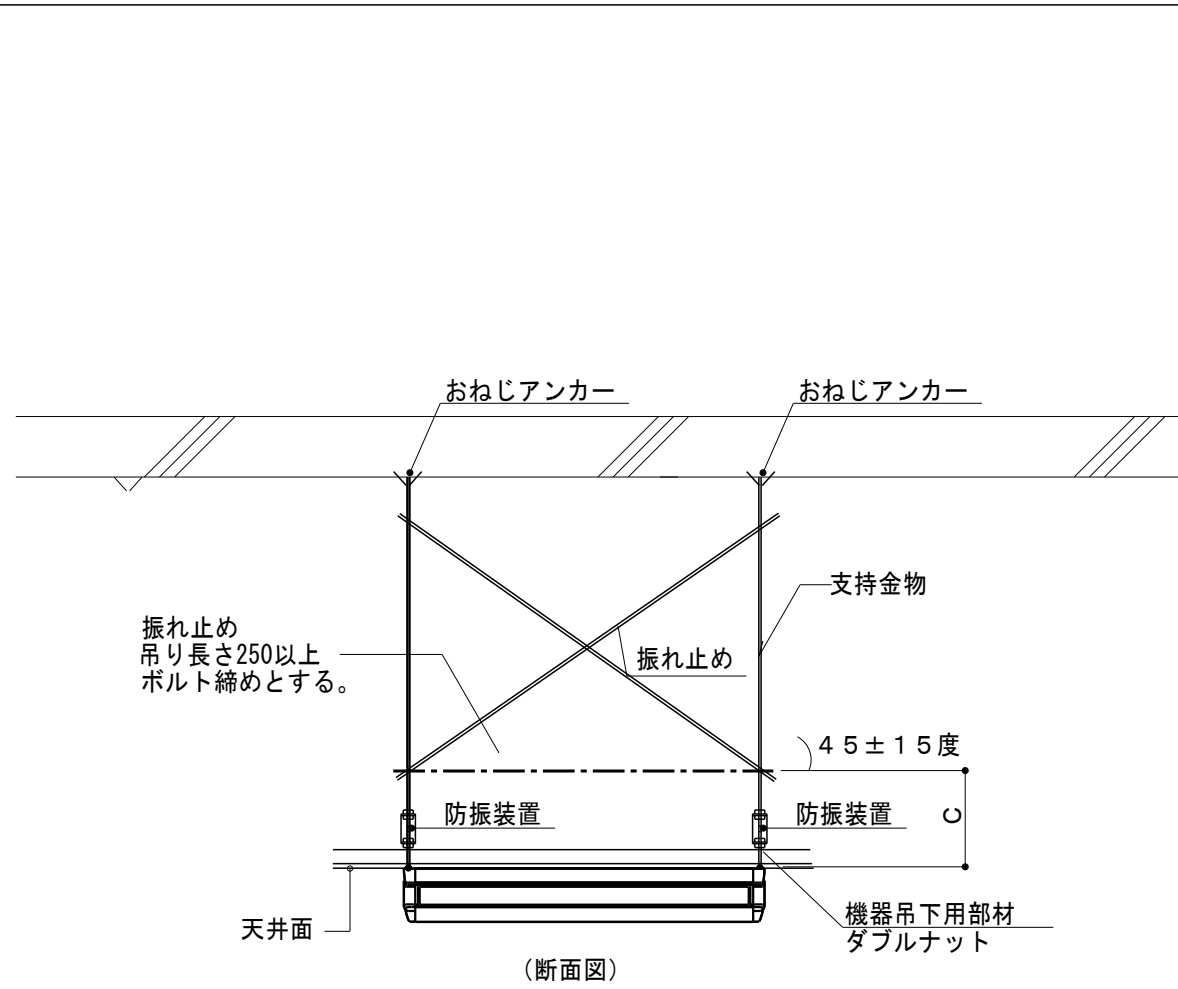 おねじアンカー
おねじアンカー
支持金物
振れ止め
吊り長さ250以上
ボルト締めとする。
振れ止め
45±15度
防振装置
防振装置
C
天井面
機器吊下用部材
ダブルナット
(断面図)